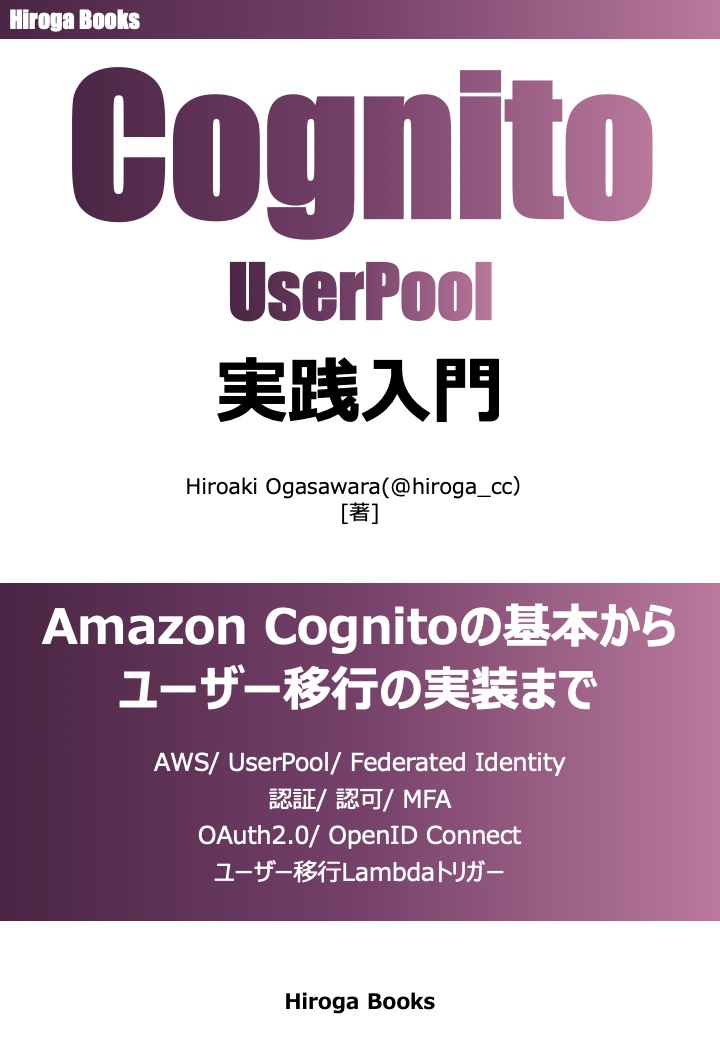 Hiroga Books
Cognito
UserPool
実践入門
Hiroaki Ogasawara(@hiroga_cc）
[著]
Amazon Cognitoの基本から
ユーザー移行の実装まで
AWS/ UserPool/ Federated Identity
認証/ 認可/ MFA
OAuth2.0/ OpenID Connect
ユーザー移行Lambdaトリガー
Hiroga Books